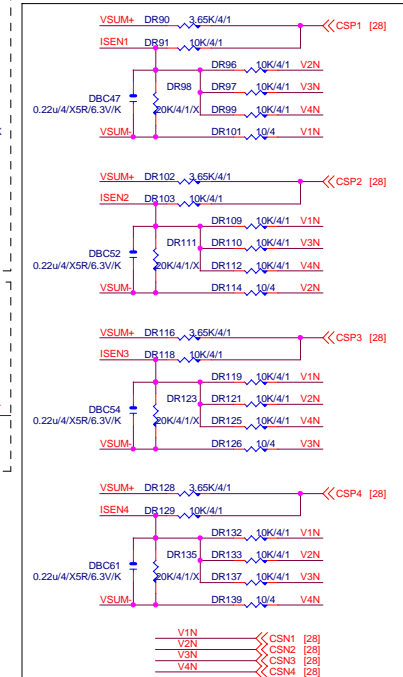 VSUM+ DR90 3.65K/4/1 CSP1 [28]
ISEN1 DR91 10K/4/1
DR96 10K/4/1 V2N
DR98 DR97 10K/4/1 V3N
DBC47
0.22u/4/X5R/6.3V/K 20K/4/1/X DR99 10K/4/1 V4N
VSUM- DR101 10/4 V1N
VSUM+ DR102 3.65K/4/1 CSP2 [28]
ISEN2 DR103 10K/4/1
DR109 10K/4/1 V1N
DR111 DR110 10K/4/1 V3N
DBC52
0.22u/4/X5R/6.3V/K 20K/4/1/X DR112 10K/4/1 V4N
VSUM- DR114 10/4 V2N
VSUM+ DR116 3.65K/4/1 CSP3 [28]
ISEN3 DR118 10K/4/1
DR119 10K/4/1 V1N
DR123 DR121 10K/4/1 V2N
DBC54
0.22u/4/X5R/6.3V/K 20K/4/1/X DR125 10K/4/1 V4N
VSUM- DR126 10/4 V3N
VSUM+ DR128 3.65K/4/1 CSP4 [28]
ISEN4 DR129 10K/4/1
DR132 10K/4/1 V1N
DR135 DR133 10K/4/1 V2N
DBC61
0.22u/4/X5R/6.3V/K 20K/4/1/X DR137 10K/4/1 V3N
VSUM- DR139 10/4 V4N
V1N CSN1 [28]
V2N CSN2 [28]
V3N CSN3 [28]
V4N CSN4 [28]